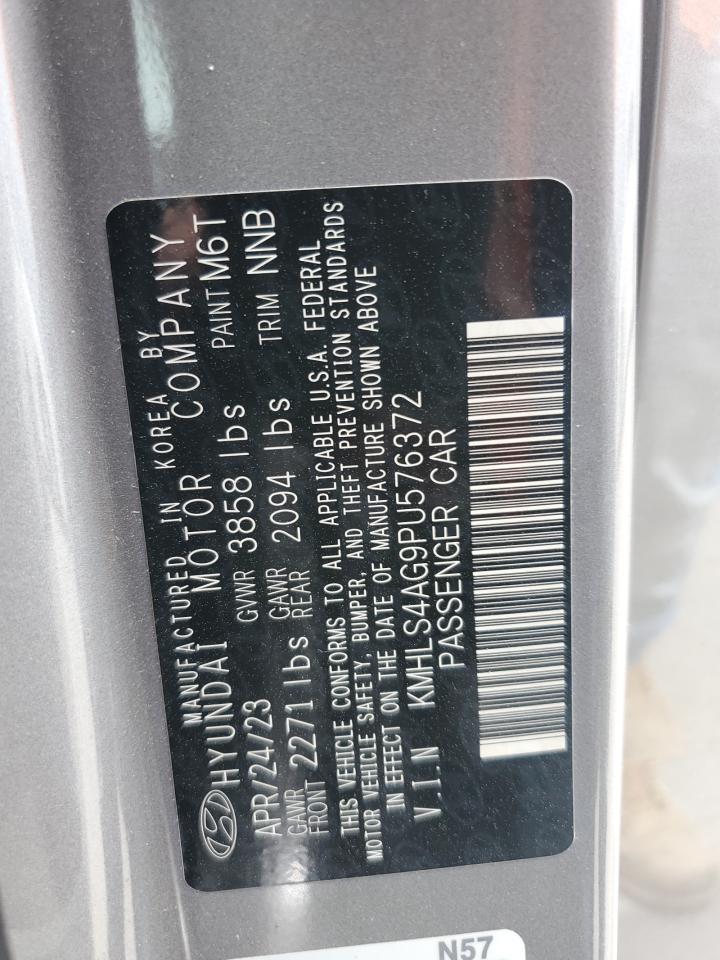 MANUFACTURED IN KOREA BY
HYUNDAI MOTOR COMPANY
APR/24/23 GVWR 3858 lbs PAINT M6T
GAWR FRONT 2271 lbs GAWR REAR 2094 lbs TRIM NNB
THIS VEHICLE CONFORMS TO ALL APPLICABLE U.S.A. FEDERAL
MOTOR VEHICLE SAFETY, BUMPER, AND THEFT PREVENTION STANDARDS
IN EFFECT ON THE DATE OF MANUFACTURE SHOWN ABOVE
V.I.N KMHLS4AG9PU576372
PASSENGER CAR
N57